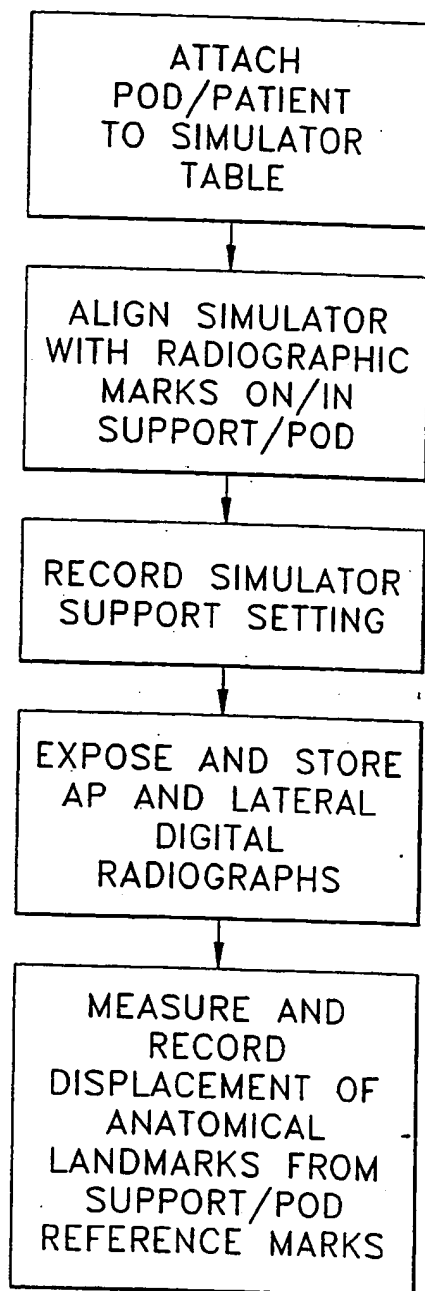 ATTACH
POD/PATIENT
TO SIMULATOR
TABLE
ALIGN SIMULATOR
WITH RADIOGRAPHIC
MARKS ON/IN
SUPPORT/POD
RECORD SIMULATOR
SUPPORT SETTING
EXPOSE AND STORE
AP AND LATERAL
DIGITAL
RADIOGRAPHS
MEASURE AND
RECORD
DISPLACEMENT OF
ANATOMICAL
LANDMARKS FROM
SUPPORT/POD
REFERENCE MARKS